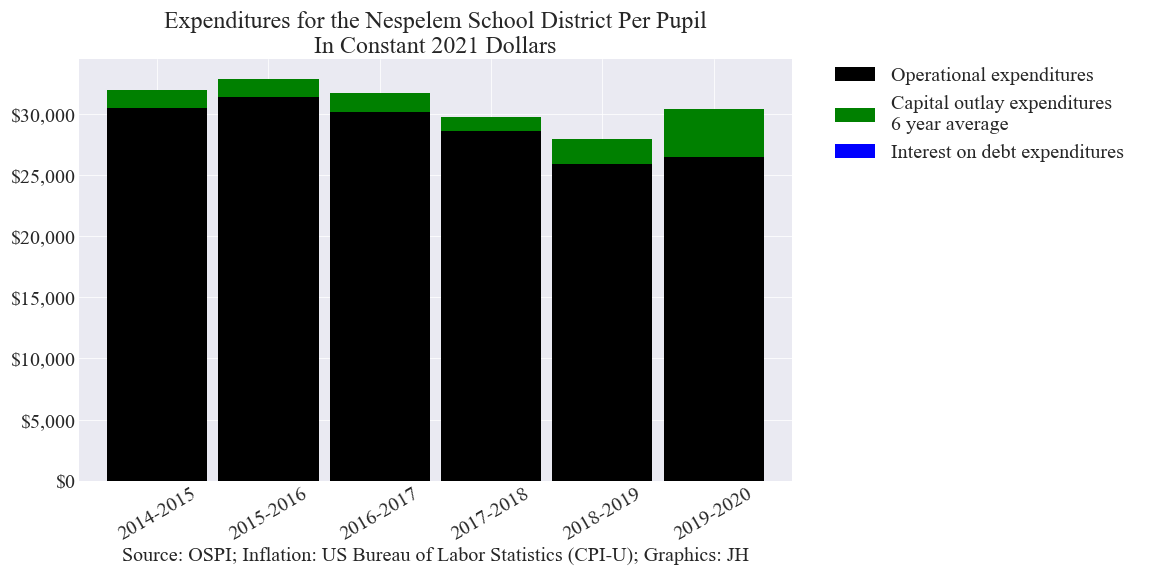 Expenditures for the Nespelem School District Per Pupil
In Constant 2021 Dollars
Operational expenditures
Capital outlay expenditures
6 year average
Interest on debt expenditures
$30,000
$25,000
$20,000
$15,000
$10,000
$5,000
$0
2014-2015
2015-2016
2016-2017
2017-2018
2018-2019
2019-2020
Source: OSPI; Inflation: US Bureau of Labor Statistics (CPI-U); Graphics: JH